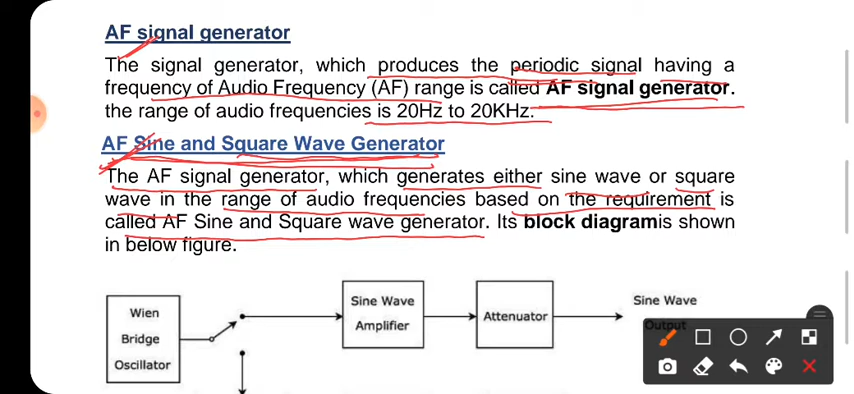 AF signal generator
The signal generator, which produces the periodic signal having a
frequency of Audio Frequency (AF) range is called AF signal generator.
the range of audio frequencies is 20Hz to 20KHz.
AF Sine and Square Wave Generator
The AF signal generator, which generates either sine wave or square
wave in the range of audio frequencies based on the requirement is
called AF Sine and Square wave generator. Its block diagramis shown
in below figure.
Wien
Bridge
Oscillator
Sine Wave
Amplifier
Attenuator
Sine Wave
Output